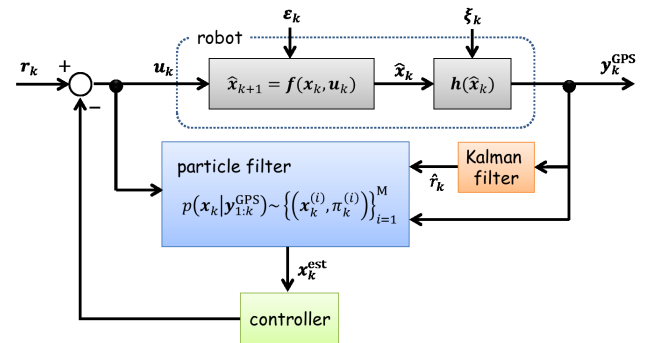 ε_k
ξ_k
robot
r_k
+
−
u_k
x̂_{k+1} = f(x_k, u_k)
x̂_k
h(x̂_k)
y_k^{GPS}
particle filter
p(x_k|y_{1:k}^{GPS})~{(x_k^{(i)}, π_k^{(i)})}_{i=1}^{M}
r̂_k
Kalman
filter
x_k^{est}
controller